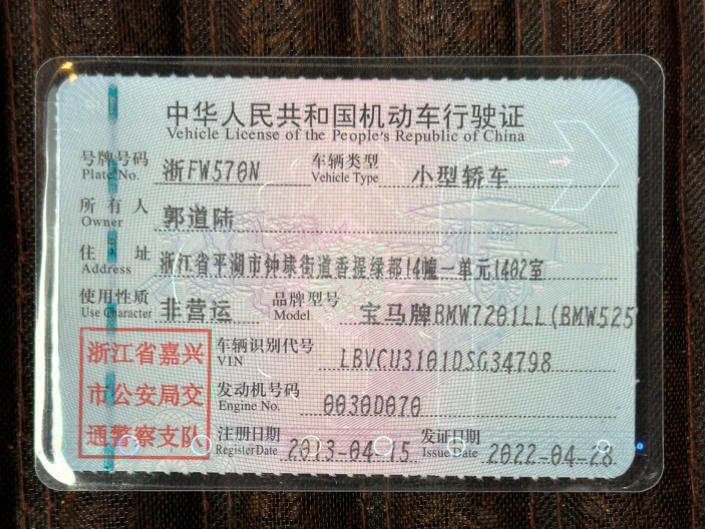 中华人民共和国机动车行驶证
Vehicle License of the People's Republic of China
号牌号码 浙FW570N 车辆类型 小型轿车
Plate No. Vehicle Type
所有人 郭道陆
Owner
住址 浙江省平湖市钟埭街道香提绿都14幢一单元1402室
Address
使用性质 非营运 品牌型号 宝马牌BMW7201LL(BMW525
Use Character Model
浙江省嘉兴
市公安局交
通警察支队
车辆识别代号 LBVCU3101DSG34798
VIN
发动机号码 0030D070
Engine No.
注册日期 2013-04-15 发证日期 2022-04-28
Register Date Issue Date